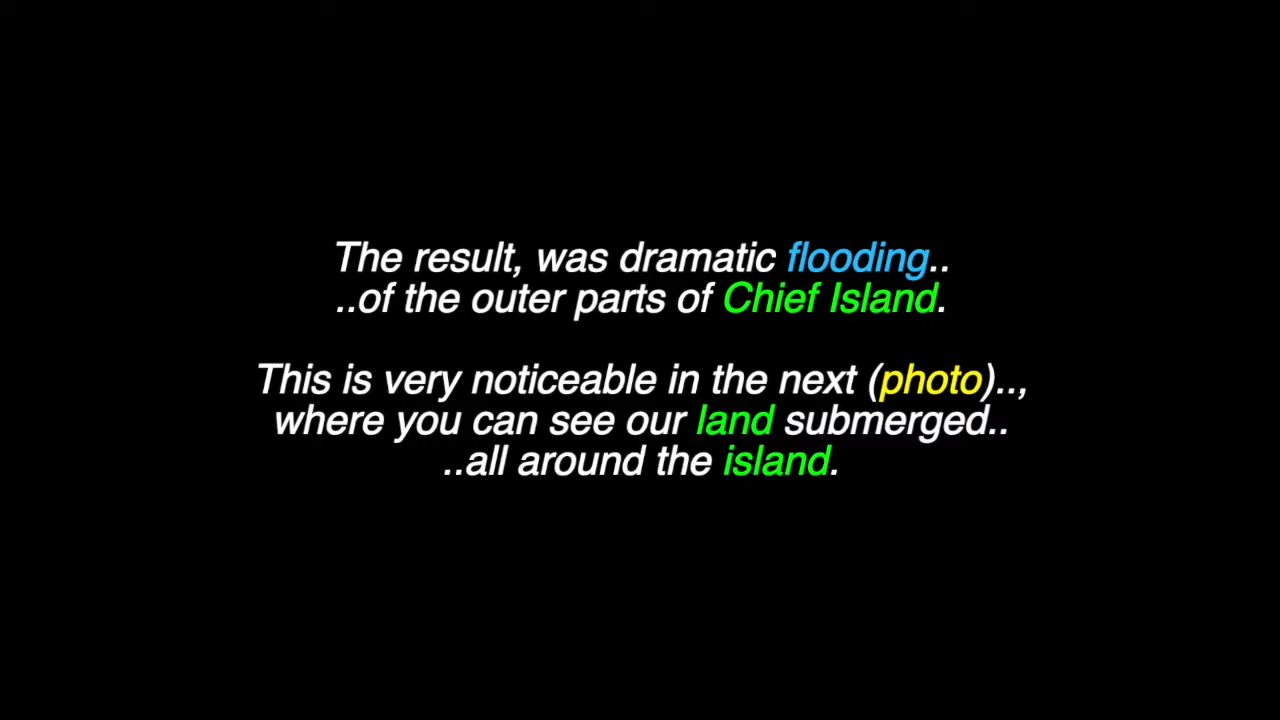 The result, was dramatic flooding..
..of the outer parts of Chief Island.
This is very noticeable in the next (photo)..,
where you can see our land submerged..
..all around the island.